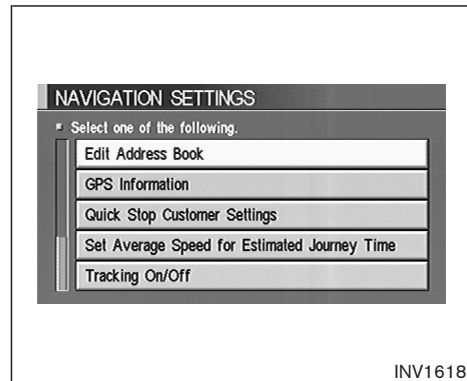 NAVIGATION SETTINGS
Select one of the following.
Edit Address Book
GPS Information
Quick Stop Customer Settings
Set Average Speed for Estimated Journey Time
Tracking On/Off
INV1618